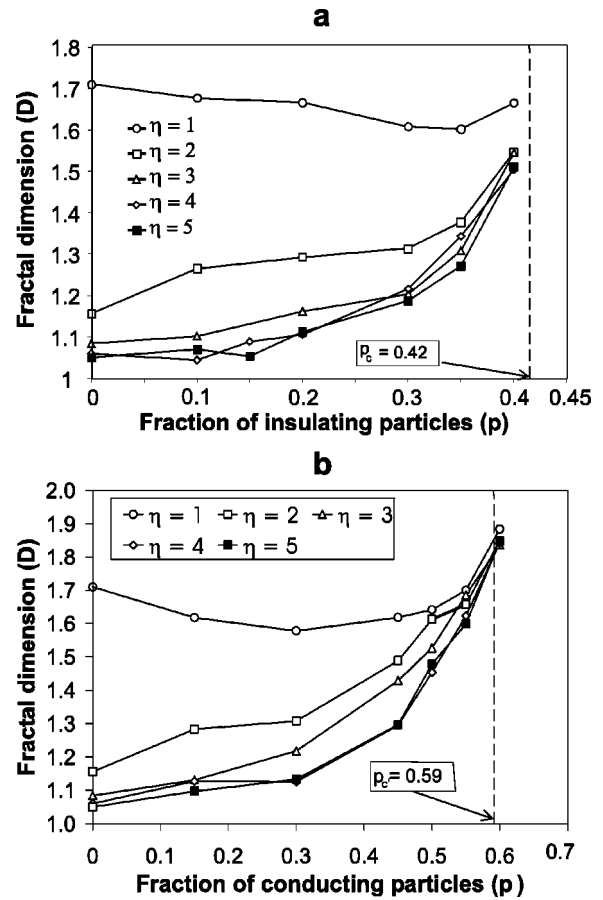 a
1.8
1.7
1.6
1.5
1.4
1.3
1.2
1.1
1
Fractal dimension (D)
η = 1
η = 2
η = 3
η = 4
η = 5
p_c = 0.42
0 0.1 0.2 0.3 0.4 0.45
Fraction of insulating particles (p)
b
2.0
1.9
1.8
1.7
1.6
1.5
1.4
1.3
1.2
1.1
1.0
Fractal dimension (D)
η = 1 η = 2 η = 3
η = 4 η = 5
p_c = 0.59
0 0.1 0.2 0.3 0.4 0.5 0.6 0.7
Fraction of conducting particles (p)